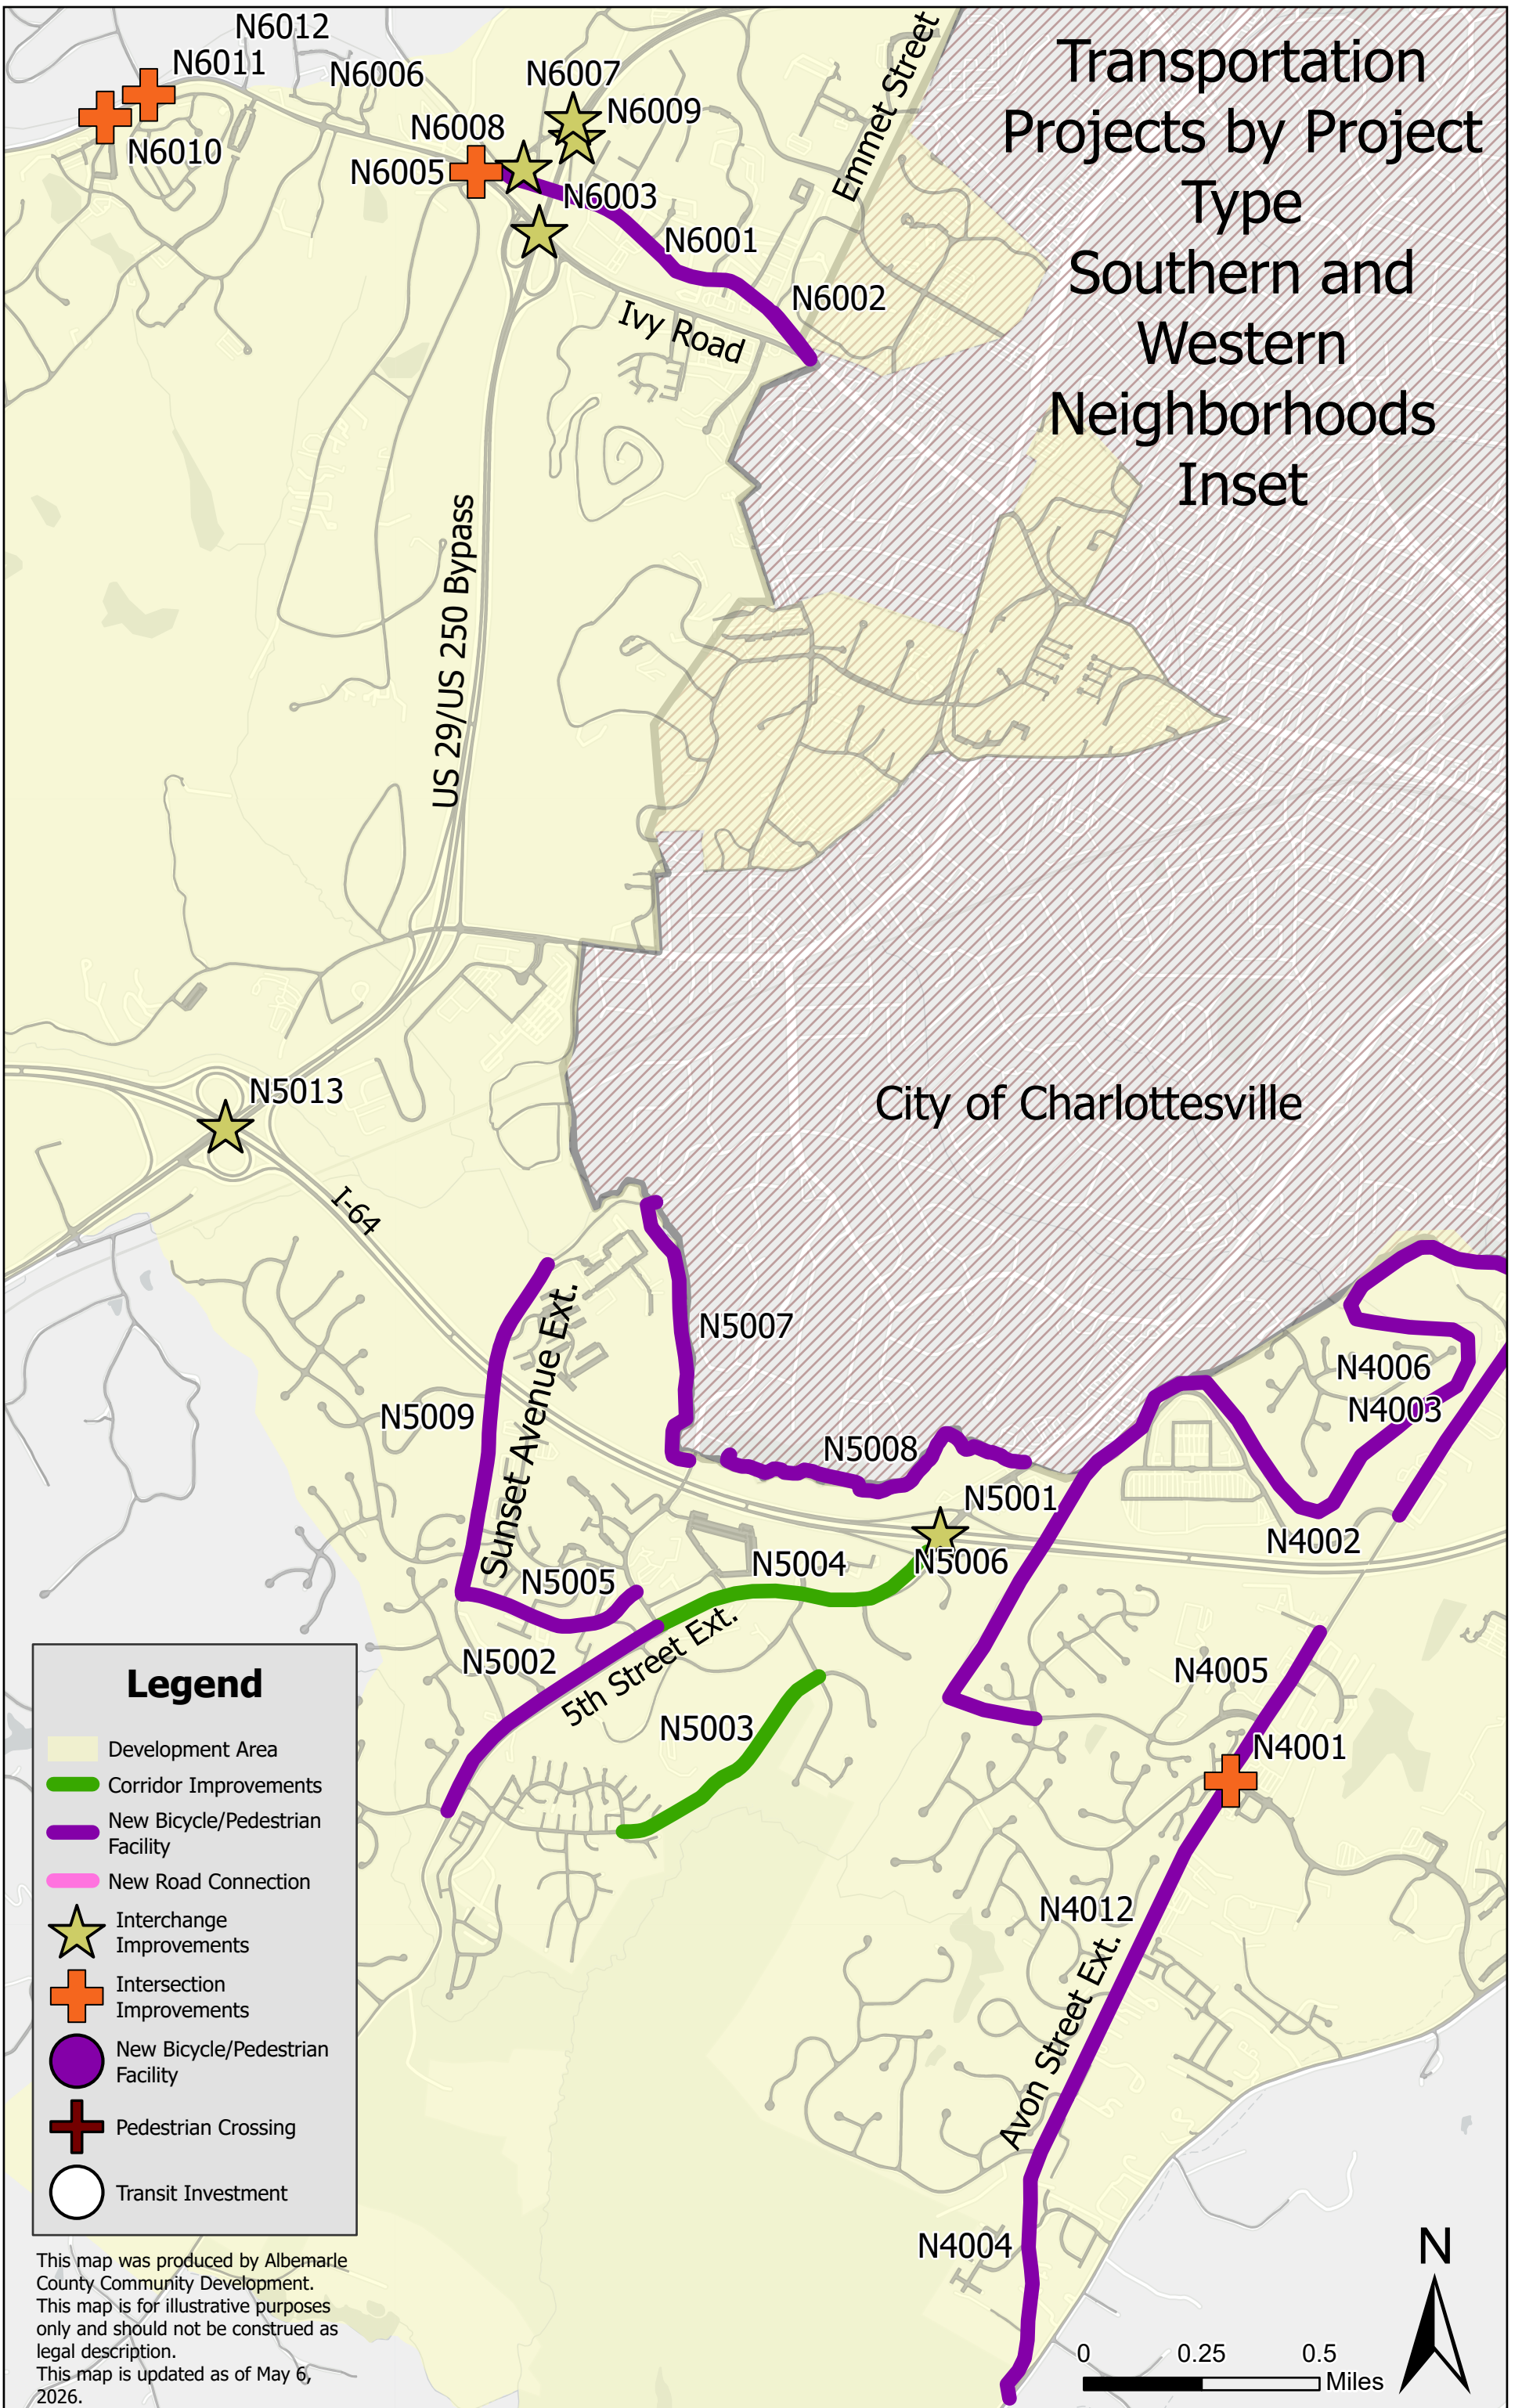 Transportation
Projects by Project
Type
Southern and
Western
Neighborhoods
Inset
N6012
N6011
N6006
N6007
N6009
N6008
N6010
N6005
N6003
N6001
N6002
Emmet Street
Ivy Road
US 29/US 250 Bypass
City of Charlottesville
N5013
I-64
N5007
Sunset Avenue Ext.
N5009
N5008
N4006
N4003
N5001
N4002
N5004
N5006
N5005
N5002
5th Street Ext.
N5003
N4005
N4001
N4012
Avon Street Ext.
N4004
Legend
Development Area
Corridor Improvements
New Bicycle/Pedestrian
Facility
New Road Connection
Interchange
Improvements
Intersection
Improvements
New Bicycle/Pedestrian
Facility
Pedestrian Crossing
Transit Investment
This map was produced by Albemarle
County Community Development.
This map is for illustrative purposes
only and should not be construed as
legal description.
This map is updated as of May 6,
2026.
N
0 0.25 0.5
Miles